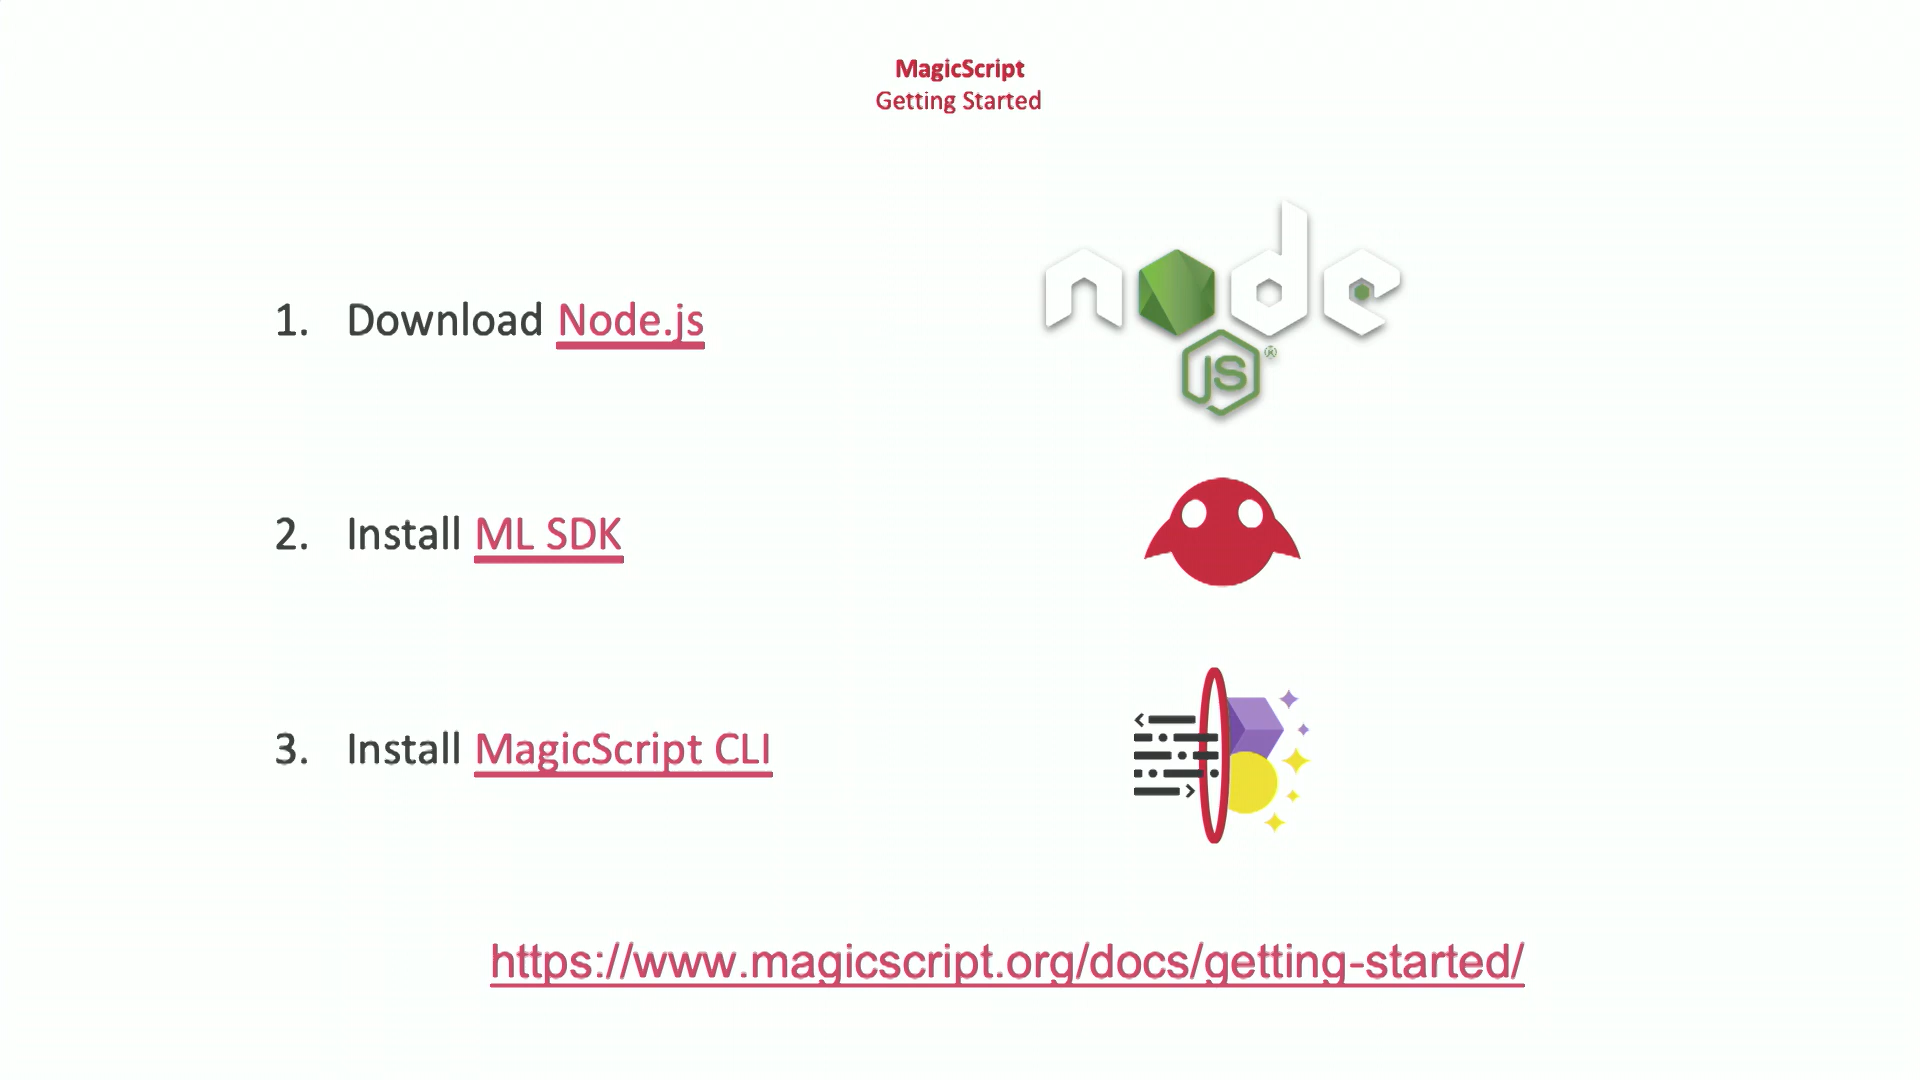 MagicScript
Getting Started
1. Download Node.js
node
JS ®
2. Install ML SDK
3. Install MagicScript CLI
https://www.magicscript.org/docs/getting-started/